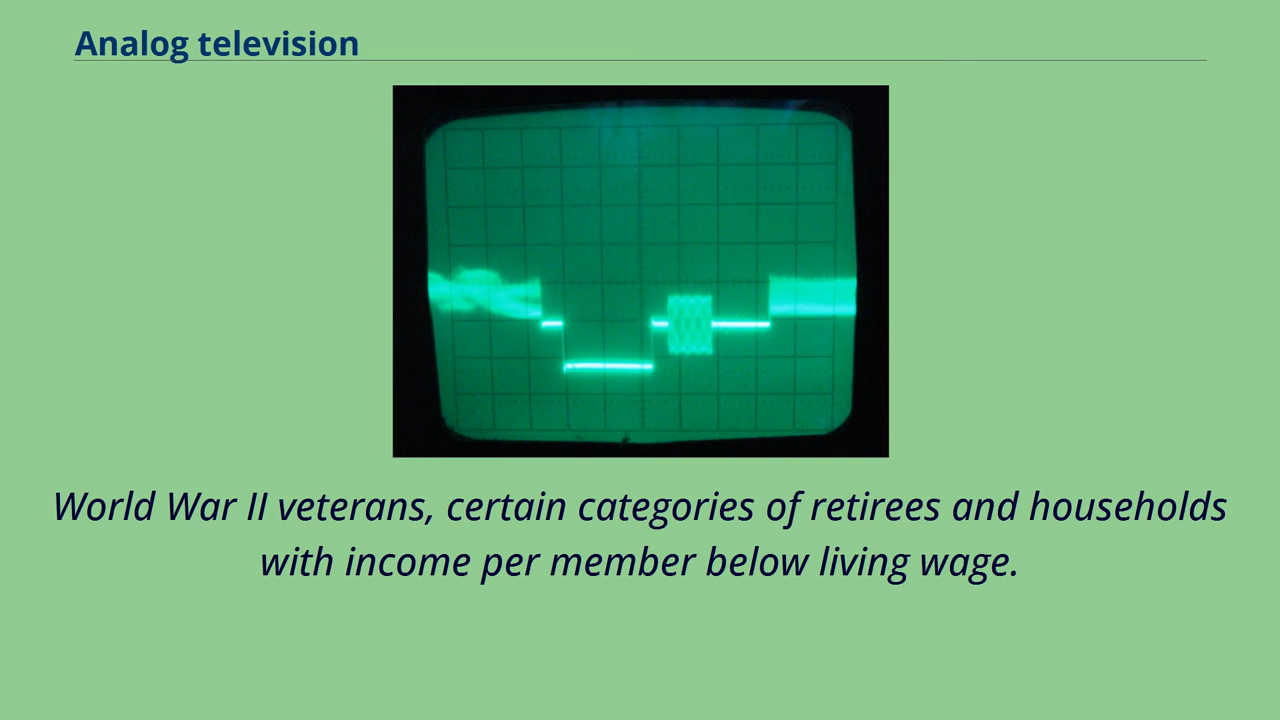 Analog television
World War II veterans, certain categories of retirees and households
with income per member below living wage.